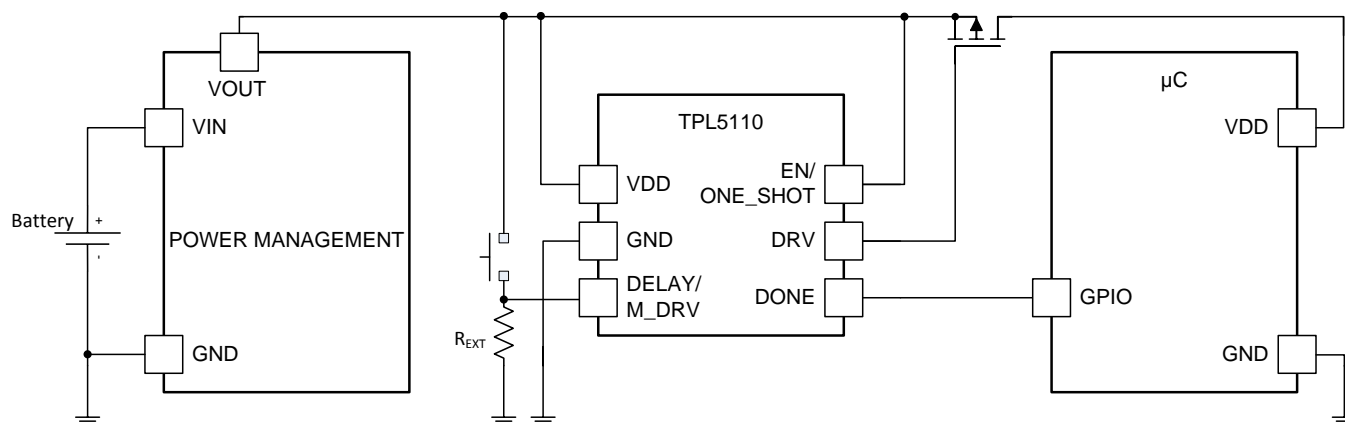 VOUT
VIN
Battery
+
-
POWER MANAGEMENT
GND
R_EXT
TPL5110
VDD
GND
DELAY/
M_DRV
EN/
ONE_SHOT
DRV
DONE
µC
VDD
GPIO
GND